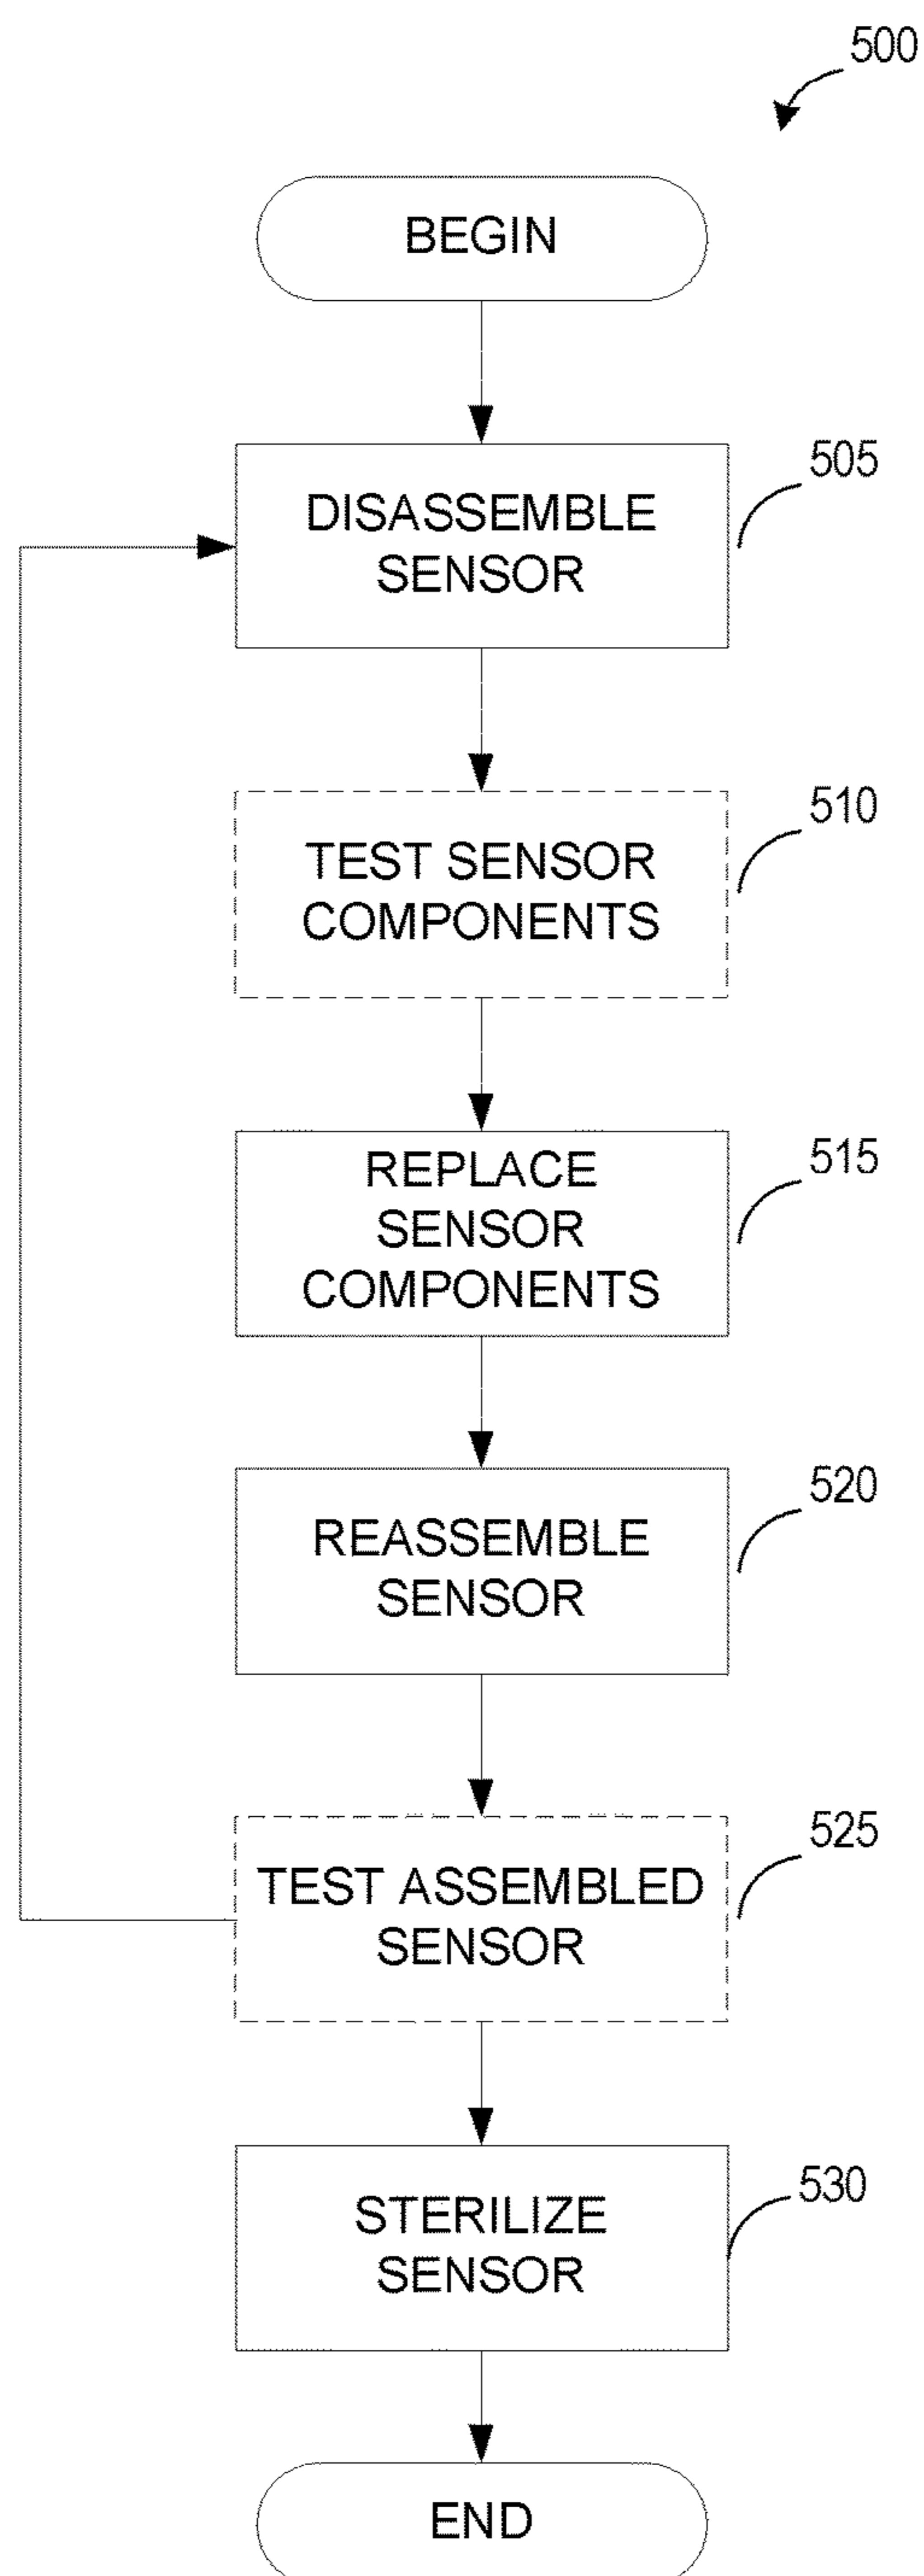 500
BEGIN
DISASSEMBLE
SENSOR
505
TEST SENSOR
COMPONENTS
510
REPLACE
SENSOR
COMPONENTS
515
REASSEMBLE
SENSOR
520
TEST ASSEMBLED
SENSOR
525
STERILIZE
SENSOR
530
END